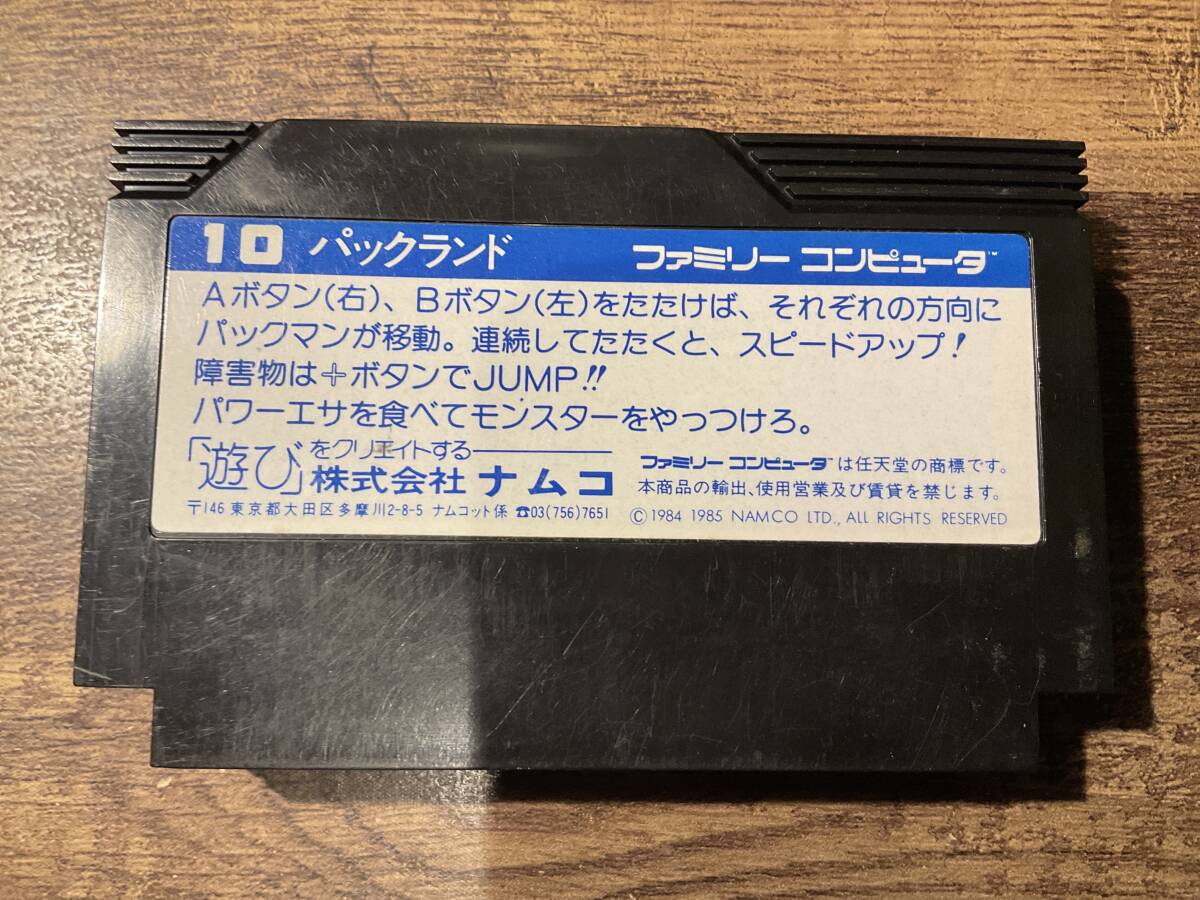 10 パックランド ファミリー コンピュータ™
Aボタン(右)、Bボタン(左)をたたけば、それぞれの方向に
パックマンが移動。連続してたたくと、スピードアップ!
障害物は+ボタンでJUMP!!
パワーエサを食べてモンスターをやっつけろ。
「遊び」をクリエイトする
株式会社 ナムコ
〒146 東京都大田区多摩川2-8-5 ナムコット係 ☎03(756)7651
ファミリー コンピュータ™は任天堂の商標です。
本商品の輸出、使用営業及び賃貸を禁じます。
©1984 1985 NAMCO LTD., ALL RIGHTS RESERVED